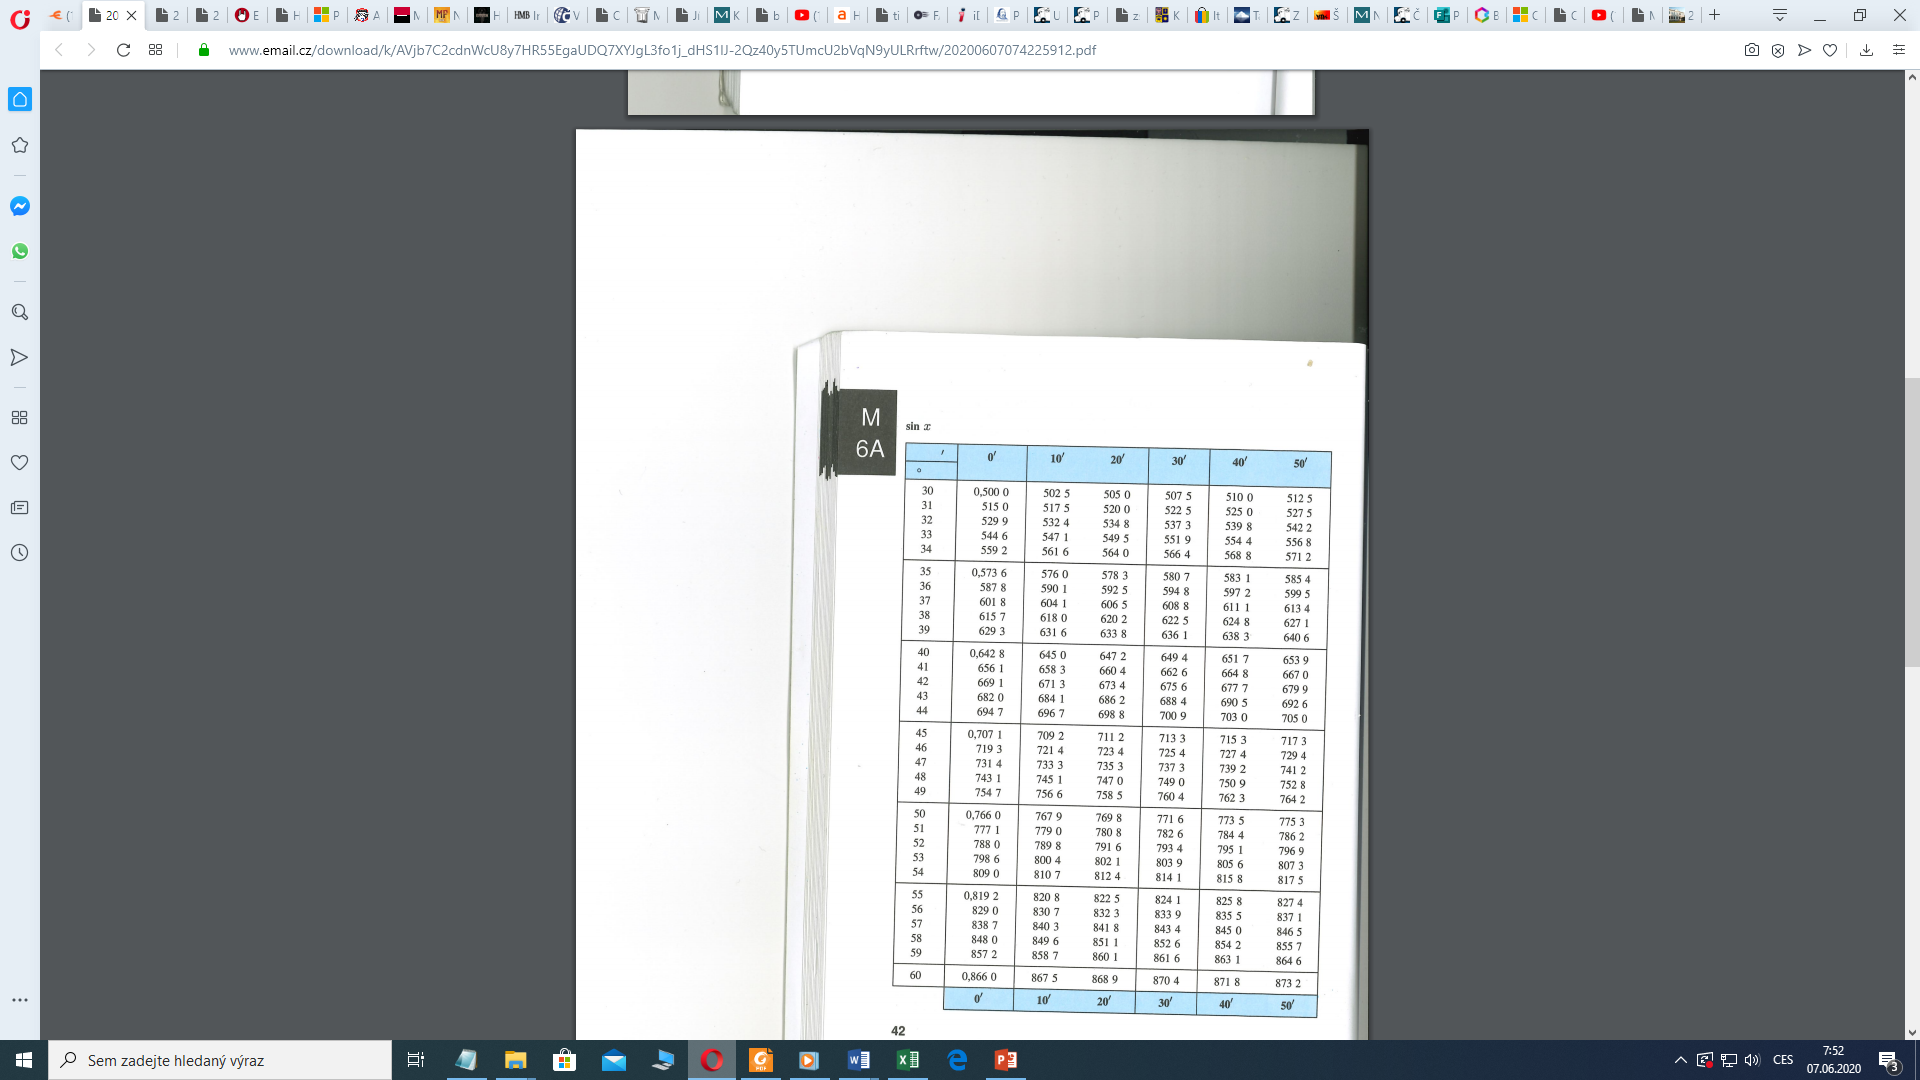 20
2
2
E
H
P
A
M
N
H
Ir
V
C
M
Ji
K
b
(
H
ti
F
iD
P
U
P
z
K
It
T
Z
Š
N
Č
P
B
C
C
(
M
2
www.email.cz/download/k/AVjb7C2cdnWcU8y7HR55EgaUDQ7XYJgL3fo1j_dHS1IJ-2Qz40y5TUmcU2bVqN9yULRrftw/20200607074225912.pdf
M
6A
sin x
′ 0′ 10′ 20′ 30′ 40′ 50′
°
30 0,500 0 502 5 505 0 507 5 510 0 512 5
31 515 0 517 5 520 0 522 5 525 0 527 5
32 529 9 532 4 534 8 537 3 539 8 542 2
33 544 6 547 1 549 5 551 9 554 4 556 8
34 559 2 561 6 564 0 566 4 568 8 571 2
35 0,573 6 576 0 578 3 580 7 583 1 585 4
36 587 8 590 1 592 5 594 8 597 2 599 5
37 601 8 604 1 606 5 608 8 611 1 613 4
38 615 7 618 0 620 2 622 5 624 8 627 1
39 629 3 631 6 633 8 636 1 638 3 640 6
40 0,642 8 645 0 647 2 649 4 651 7 653 9
41 656 1 658 3 660 4 662 6 664 8 667 0
42 669 1 671 3 673 4 675 6 677 7 679 9
43 682 0 684 1 686 2 688 4 690 5 692 6
44 694 7 696 7 698 8 700 9 703 0 705 0
45 0,707 1 709 2 711 2 713 3 715 3 717 3
46 719 3 721 4 723 4 725 4 727 4 729 4
47 731 4 733 3 735 3 737 3 739 2 741 2
48 743 1 745 1 747 0 749 0 750 9 752 8
49 754 7 756 6 758 5 760 4 762 3 764 2
50 0,766 0 767 9 769 8 771 6 773 5 775 3
51 777 1 779 0 780 8 782 6 784 4 786 2
52 788 0 789 8 791 6 793 4 795 1 796 9
53 798 6 800 4 802 1 803 9 805 6 807 3
54 809 0 810 7 812 4 814 1 815 8 817 5
55 0,819 2 820 8 822 5 824 1 825 8 827 4
56 829 0 830 7 832 3 833 9 835 5 837 1
57 838 7 840 3 841 8 843 4 845 0 846 5
58 848 0 849 6 851 1 852 6 854 2 855 7
59 857 2 858 7 860 1 861 6 863 1 864 6
60 0,866 0 867 5 868 9 870 4 871 8 873 2
0′ 10′ 20′ 30′ 40′ 50′
42
Sem zadejte hledaný výraz
CES
7:52
07.06.2020
3